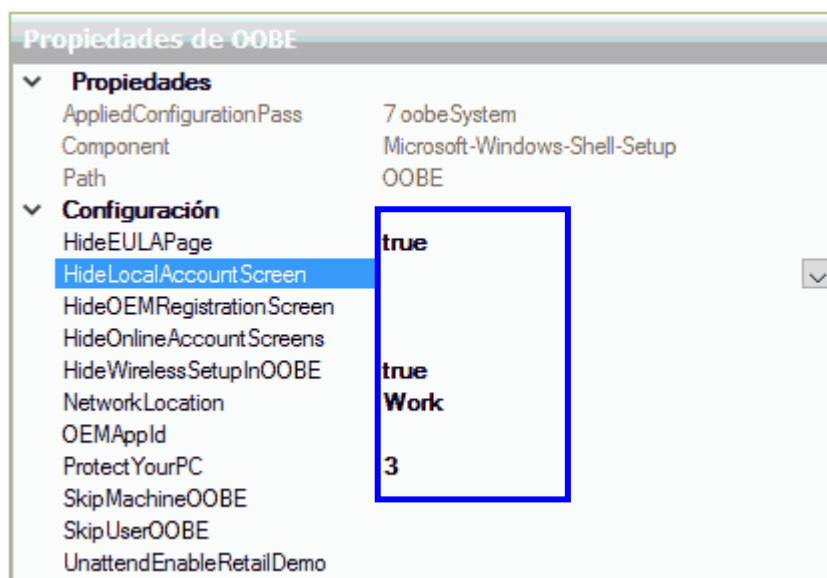 Propiedades de OOBE
Propiedades
AppliedConfigurationPass 7 oobeSystem
Component Microsoft-Windows-Shell-Setup
Path OOBE
Configuración
HideEULAPage true
HideLocalAccountScreen
HideOEMRegistrationScreen
HideOnlineAccountScreens
HideWirelessSetupInOOBE true
NetworkLocation Work
OEMAppId
ProtectYourPC 3
SkipMachineOOBE
SkipUserOOBE
UnattendEnableRetailDemo